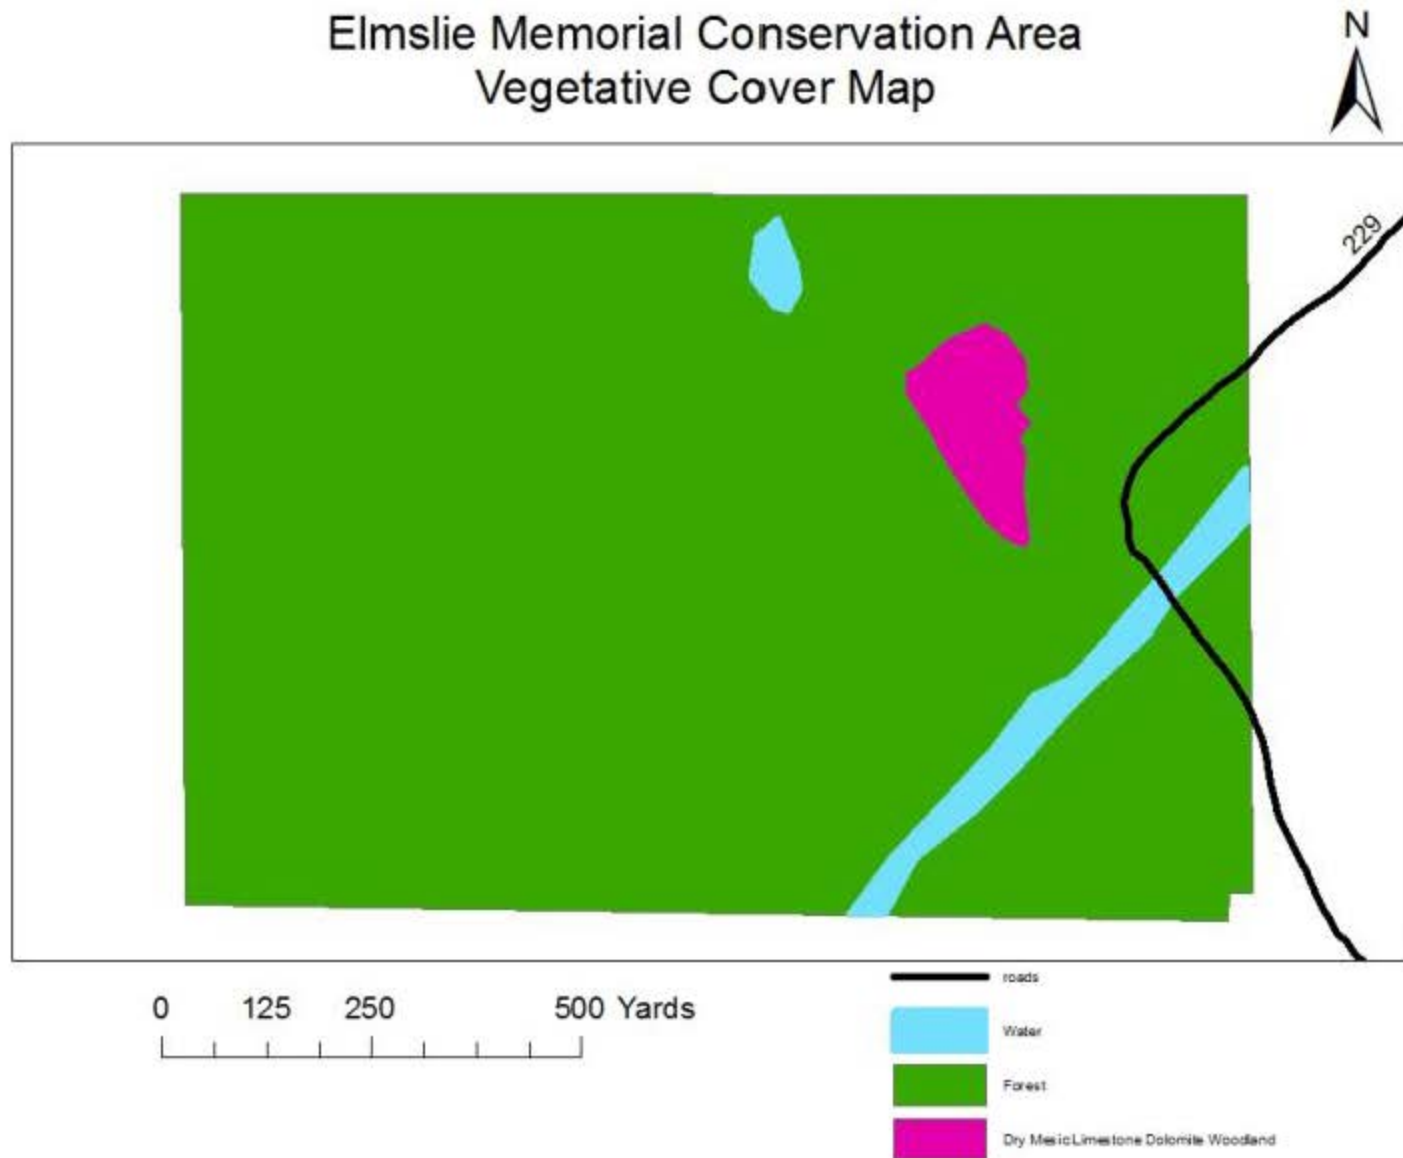 Elmslie Memorial Conservation Area
Vegetative Cover Map
N
229
0 125 250 500 Yards
roads
Water
Forest
Dry Mesic Limestone Dolomite Woodland